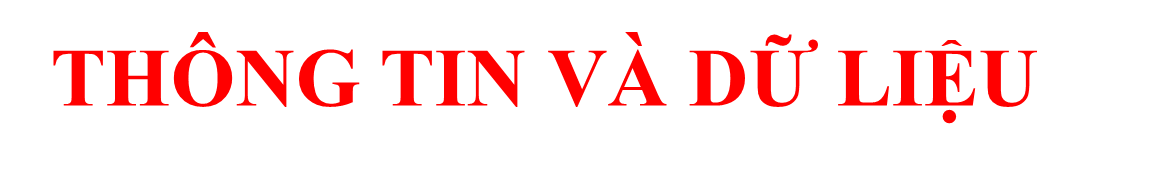 THÔNG TIN VÀ DỮ LIỆU